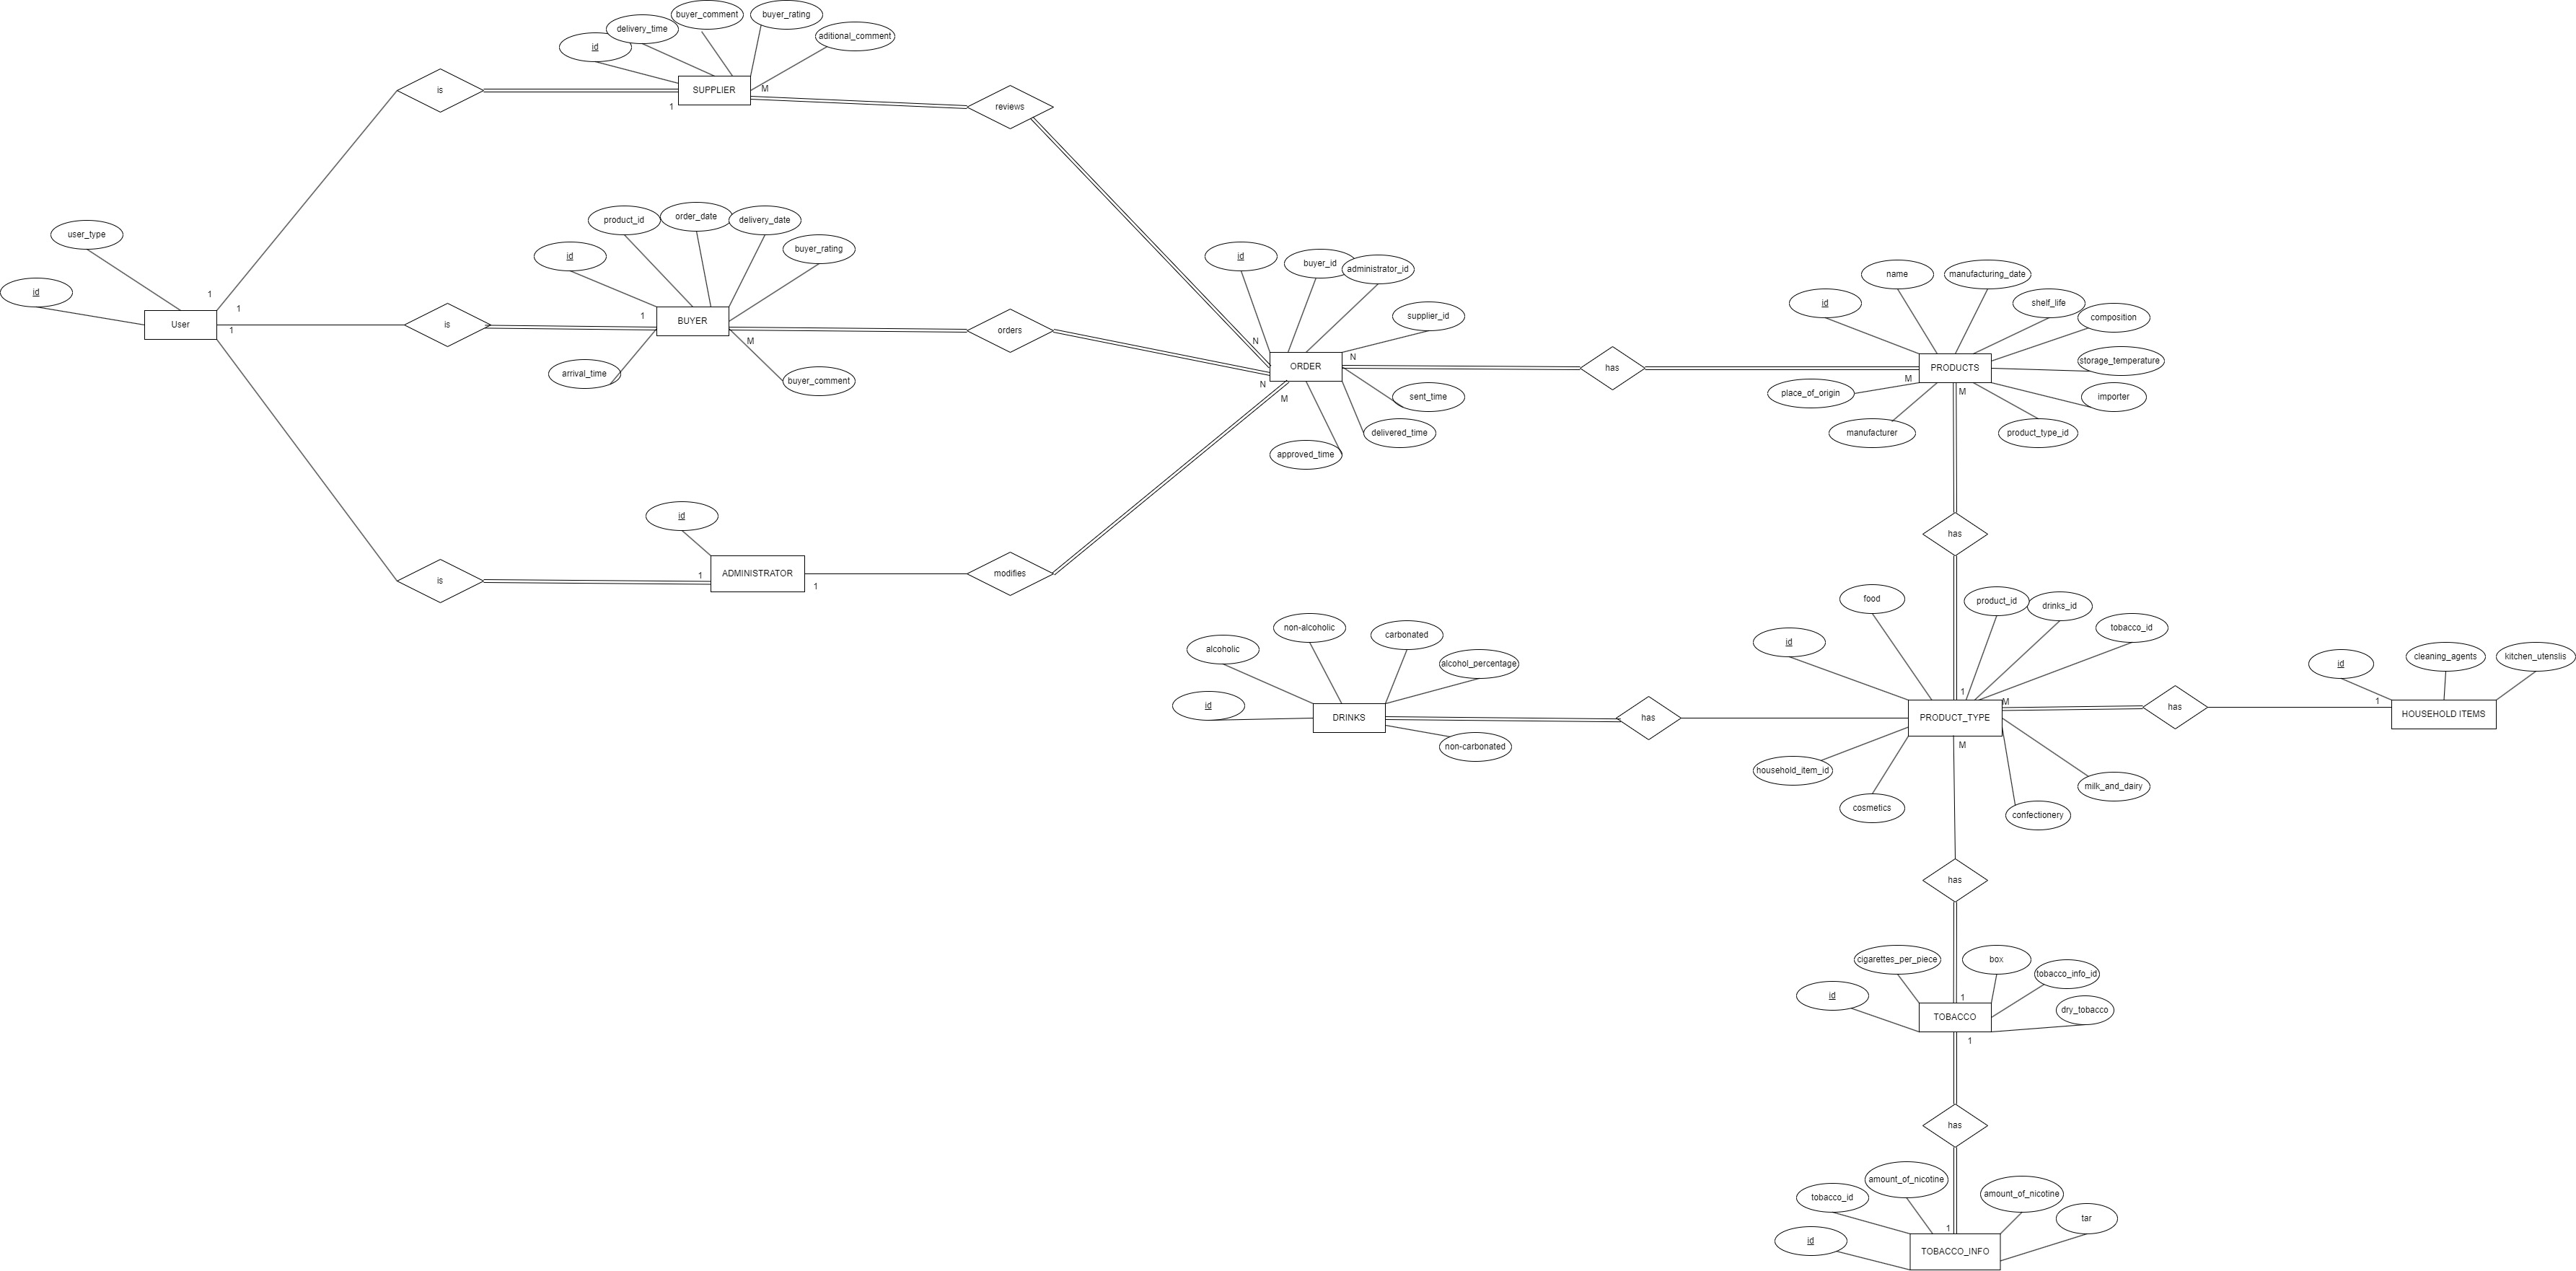 buyer_comment
buyer_rating
delivery_time
aditional_comment
id
is
SUPPLIER
M
1
reviews
product_id
order_date
delivery_date
buyer_rating
id
user_type
id
1
1
1
User
is
1
BUYER
M
orders
arrival_time
buyer_comment
id
buyer_id
administrator_id
supplier_id
N
N
ORDER
N
M
sent_time
delivered_time
approved_time
has
name
manufacturing_date
id
shelf_life
composition
storage_temperature
PRODUCTS
M
M
place_of_origin
importer
manufacturer
product_type_id
id
is
1
ADMINISTRATOR
1
modifies
has
food
product_id
drinks_id
id
tobacco_id
non-alcoholic
carbonated
alcoholic
alcohol_percentage
id
DRINKS
non-carbonated
has
1
M
PRODUCT_TYPE
M
has
id
cleaning_agents
kitchen_utenslis
1
HOUSEHOLD ITEMS
household_item_id
milk_and_dairy
cosmetics
confectionery
has
cigarettes_per_piece
box
tobacco_info_id
id
dry_tobacco
1
TOBACCO
1
has
amount_of_nicotine
amount_of_nicotine
tobacco_id
tar
id
1
TOBACCO_INFO